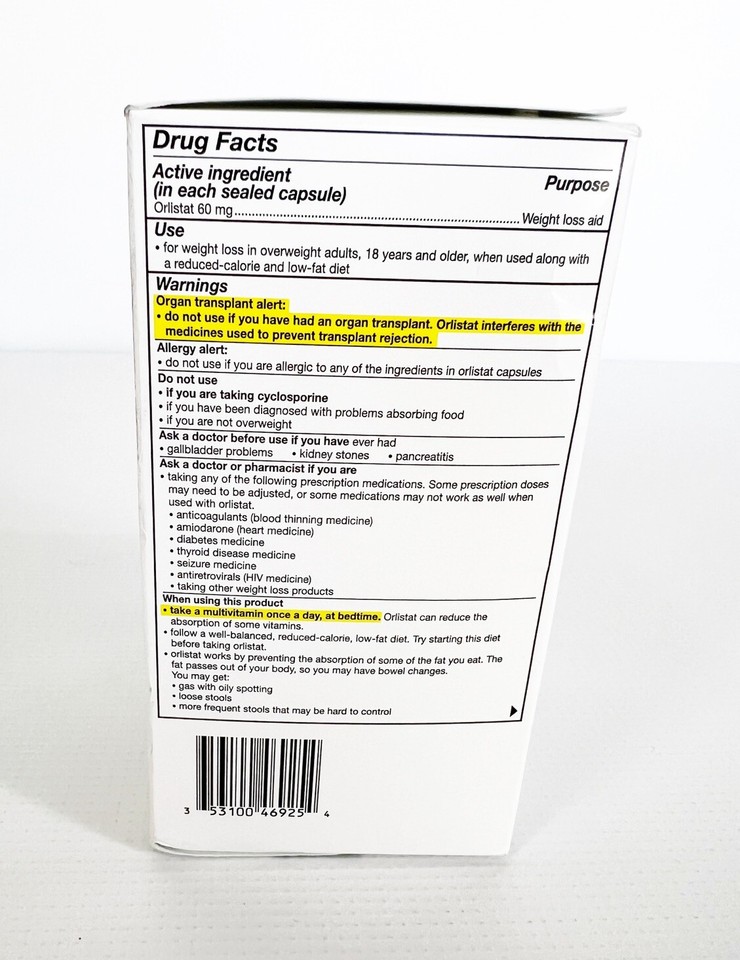 Drug Facts
Active ingredient
(in each sealed capsule)
Purpose
Orlistat 60 mg.......................................................................................Weight loss aid
Use
• for weight loss in overweight adults, 18 years and older, when used along with
a reduced-calorie and low-fat diet
Warnings
Organ transplant alert:
• do not use if you have had an organ transplant. Orlistat interferes with the
medicines used to prevent transplant rejection.
Allergy alert:
• do not use if you are allergic to any of the ingredients in orlistat capsules
Do not use
• if you are taking cyclosporine
• if you have been diagnosed with problems absorbing food
• if you are not overweight
Ask a doctor before use if you have ever had
• gallbladder problems • kidney stones • pancreatitis
Ask a doctor or pharmacist if you are
• taking any of the following prescription medications. Some prescription doses
may need to be adjusted, or some medications may not work as well when
used with orlistat.
• anticoagulants (blood thinning medicine)
• amiodarone (heart medicine)
• diabetes medicine
• thyroid disease medicine
• seizure medicine
• antiretrovirals (HIV medicine)
• taking other weight loss products
When using this product
• take a multivitamin once a day, at bedtime. Orlistat can reduce the
absorption of some vitamins.
• follow a well-balanced, reduced-calorie, low-fat diet. Try starting this diet
before taking orlistat.
• orlistat works by preventing the absorption of some of the fat you eat. The
fat passes out of your body, so you may have bowel changes.
You may get:
• gas with oily spotting
• loose stools
• more frequent stools that may be hard to control
3 53100 46925 4